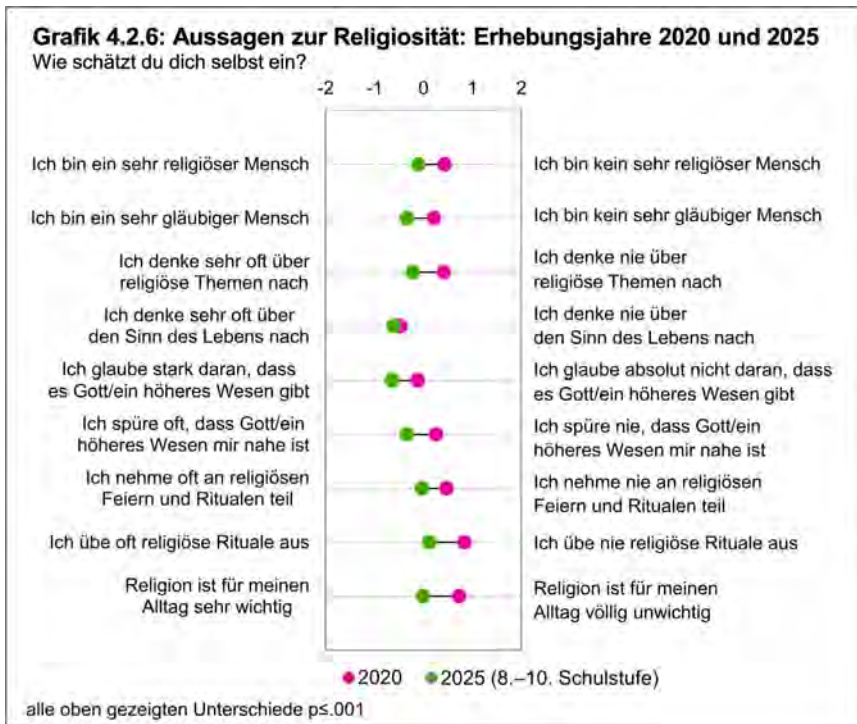 Grafik 4.2.6: Aussagen zur Religiosität: Erhebungsjahre 2020 und 2025
Wie schätzt du dich selbst ein?
-2 -1 0 1 2
Ich bin ein sehr religiöser Mensch
Ich bin kein sehr religiöser Mensch
Ich bin ein sehr gläubiger Mensch
Ich bin kein sehr gläubiger Mensch
Ich denke sehr oft über
religiöse Themen nach
Ich denke nie über
religiöse Themen nach
Ich denke sehr oft über
den Sinn des Lebens nach
Ich denke nie über
den Sinn des Lebens nach
Ich glaube stark daran, dass
es Gott/ein höheres Wesen gibt
Ich glaube absolut nicht daran, dass
es Gott/ein höheres Wesen gibt
Ich spüre oft, dass Gott/ein
höheres Wesen mir nahe ist
Ich spüre nie, dass Gott/ein
höheres Wesen mir nahe ist
Ich nehme oft an religiösen
Feiern und Ritualen teil
Ich nehme nie an religiösen
Feiern und Ritualen teil
Ich übe oft religiöse Rituale aus
Ich übe nie religiöse Rituale aus
Religion ist für meinen
Alltag sehr wichtig
Religion ist für meinen
Alltag völlig unwichtig
2020 2025 (8.–10. Schulstufe)
alle oben gezeigten Unterschiede p≤.001